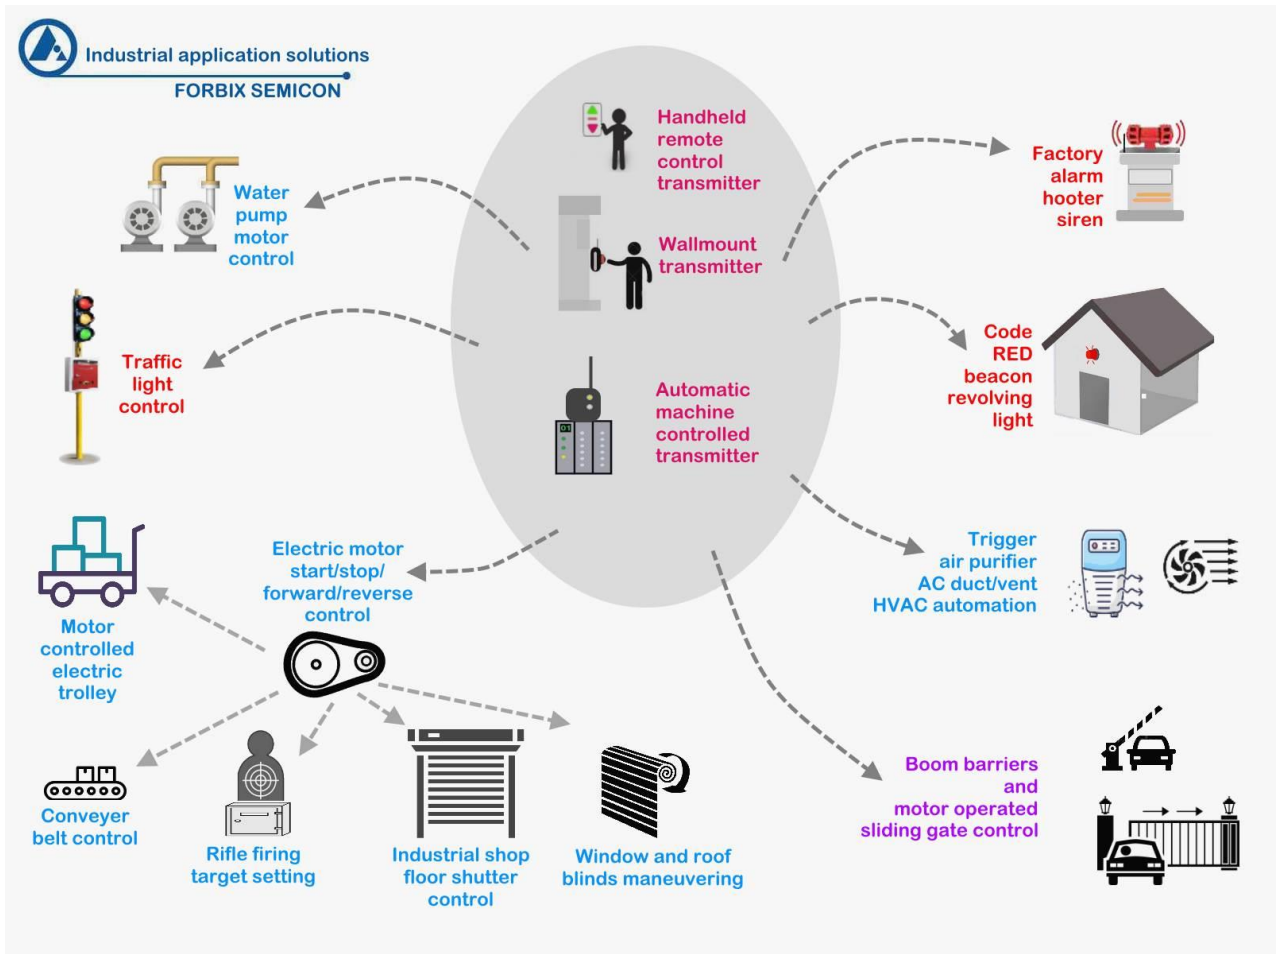 Industrial application solutions
FORBIX SEMICON
Handheld
remote
control
transmitter
Wallmount
transmitter
01
Automatic
machine
controlled
transmitter
Water
pump
motor
control
Traffic
light
control
Factory
alarm
hooter
siren
Code
RED
beacon
revolving
light
Trigger
air purifier
AC duct/vent
HVAC automation
Boom barriers
and
motor operated
sliding gate control
Electric motor
start/stop/
forward/reverse
control
Motor
controlled
electric
trolley
Conveyer
belt control
Rifle firing
target setting
Industrial shop
floor shutter
control
Window and roof
blinds maneuvering